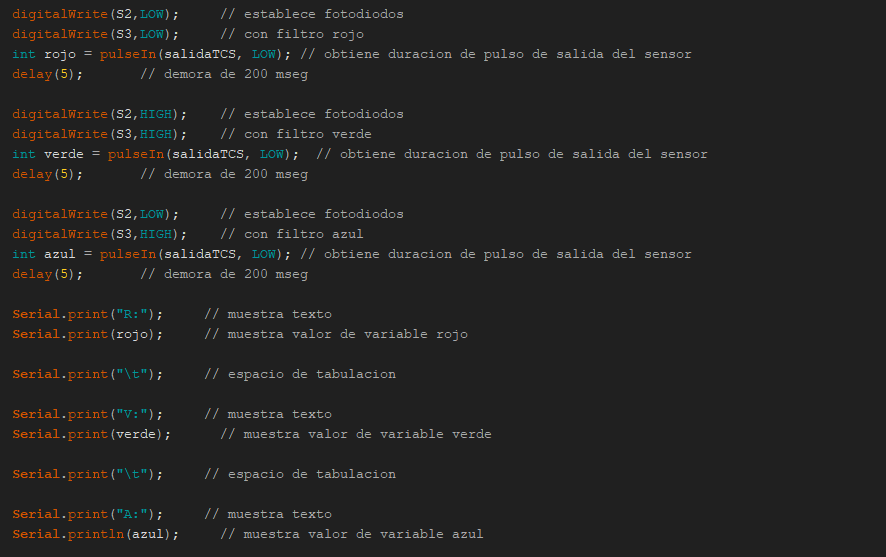 digitalWrite(S2,LOW);     // establece fotodiodos
digitalWrite(S3,LOW);     // con filtro rojo
int rojo = pulseIn(salidaTCS, LOW); // obtiene duracion de pulso de salida del sensor
delay(5);       // demora de 200 mseg

digitalWrite(S2,HIGH);    // establece fotodiodos
digitalWrite(S3,HIGH);    // con filtro verde
int verde = pulseIn(salidaTCS, LOW);  // obtiene duracion de pulso de salida del sensor
delay(5);       // demora de 200 mseg

digitalWrite(S2,LOW);     // establece fotodiodos
digitalWrite(S3,HIGH);    // con filtro azul
int azul = pulseIn(salidaTCS, LOW); // obtiene duracion de pulso de salida del sensor
delay(5);       // demora de 200 mseg

Serial.print("R:");     // muestra texto
Serial.print(rojo);     // muestra valor de variable rojo

Serial.print("\t");     // espacio de tabulacion

Serial.print("V:");     // muestra texto
Serial.print(verde);      // muestra valor de variable verde

Serial.print("\t");     // espacio de tabulacion

Serial.print("A:");     // muestra texto
Serial.println(azul);     // muestra valor de variable azul